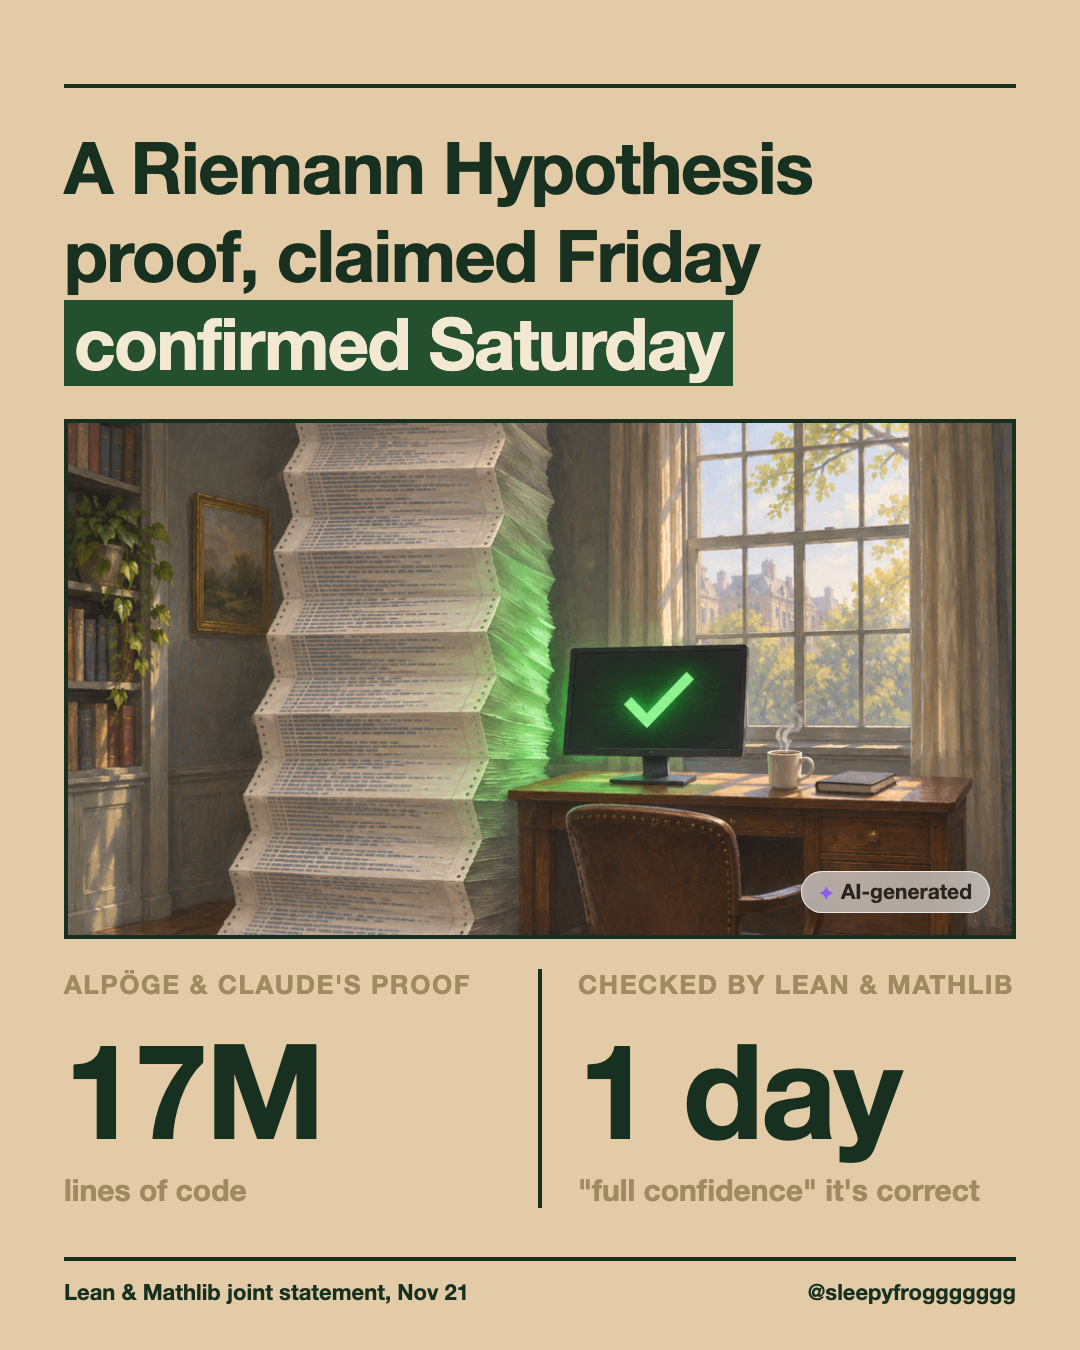 A Riemann Hypothesis
proof, claimed Friday
confirmed Saturday
AI-generated
ALPÖGE & CLAUDE'S PROOF
17M
lines of code
CHECKED BY LEAN & MATHLIB
1 day
"full confidence" it's correct
Lean & Mathlib joint statement, Nov 21
@sleepyfroggggggg